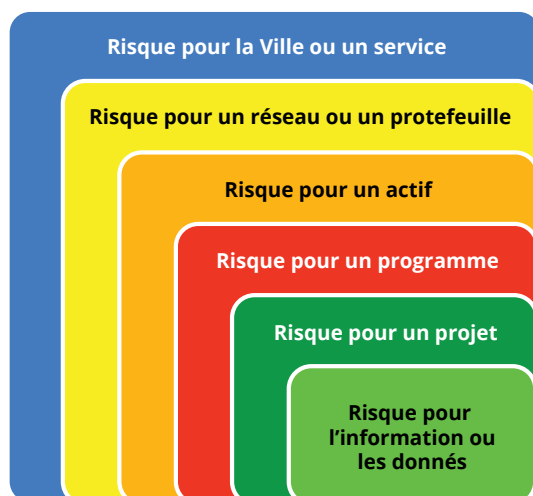 Risque pour la Ville ou un service
Risque pour un réseau ou un protefeuille
Risque pour un actif
Risque pour un programme
Risque pour un projet
Risque pour
l’information ou
les donnés